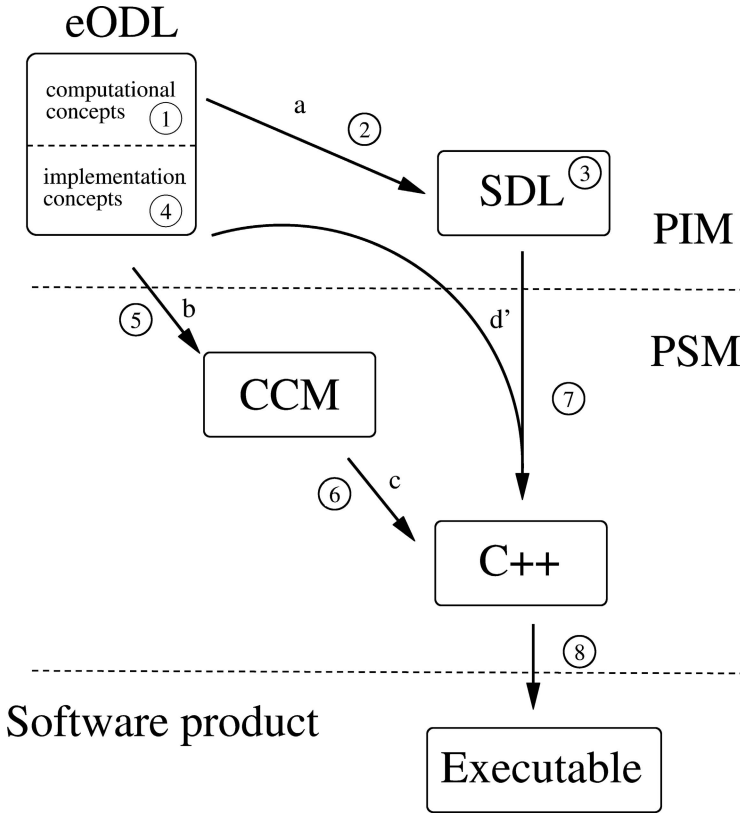 eODL
computational
concepts 1
a
2
implementation
concepts 4
SDL 3
PIM
5 b
d’
PSM
CCM
7
6 c
C++
8
Software product
Executable